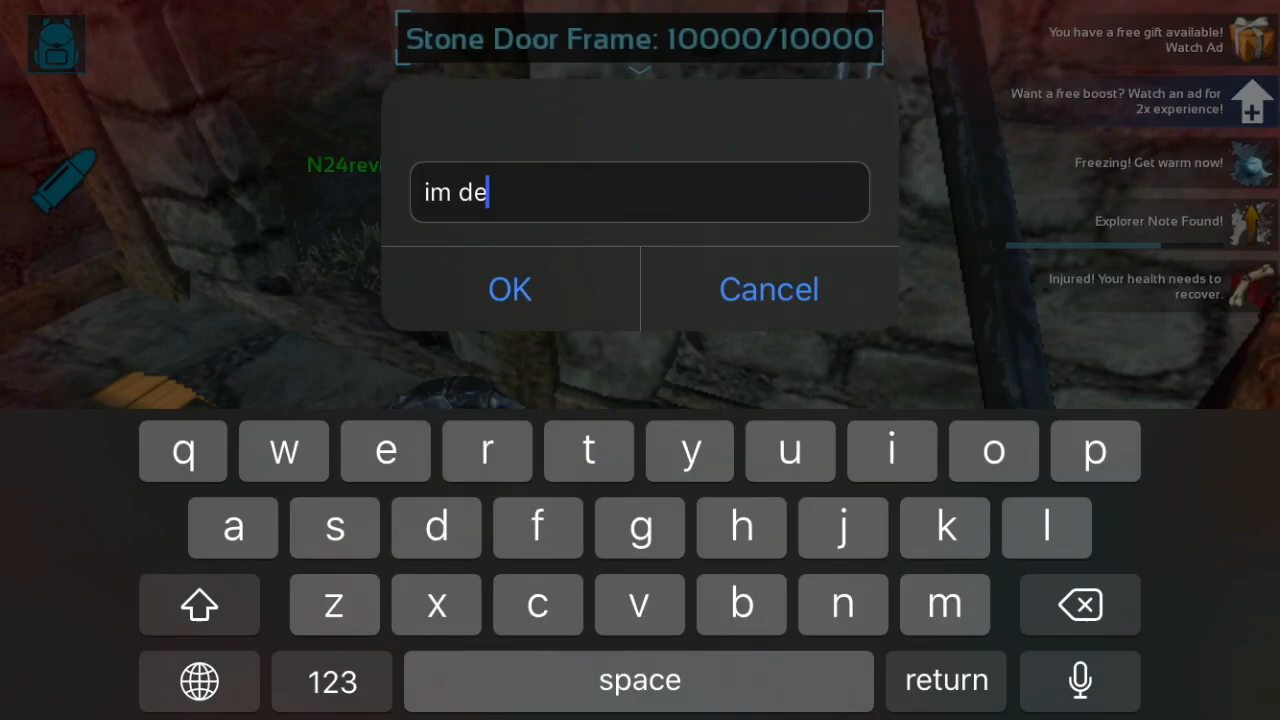 Stone Door Frame: 10000/10000
You have a free gift available!
Watch Ad
Want a free boost? Watch an ad for
2x experience!
N24revi
Freezing! Get warm now!
im de
Explorer Note Found!
OK
Cancel
Injured! Your health needs to
recover.
q w e r t y u i o p
a s d f g h j k l
z x c v b n m
123
space
return